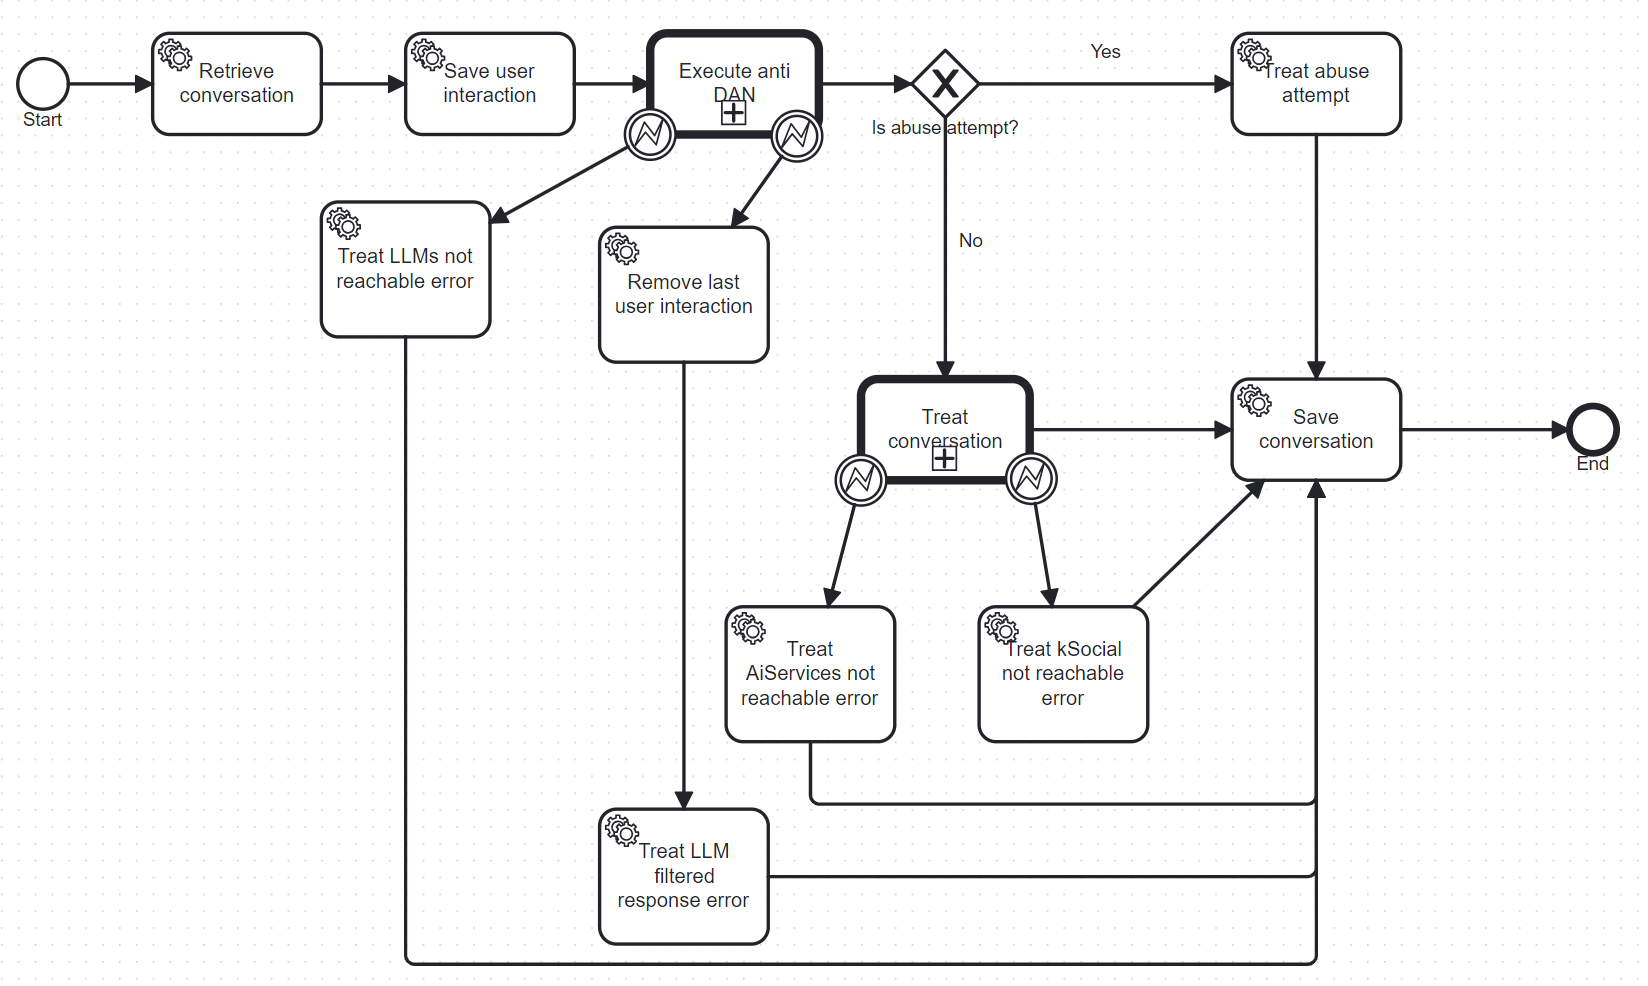 Start
Retrieve
conversation
Save user
interaction
Execute anti
DAN
Is abuse attempt?
Yes
Treat abuse
attempt
Treat LLMs not
reachable error
Remove last
user interaction
No
Treat
conversation
Save
conversation
End
Treat
AiServices not
reachable error
Treat kSocial
not reachable
error
Treat LLM
filtered
response error